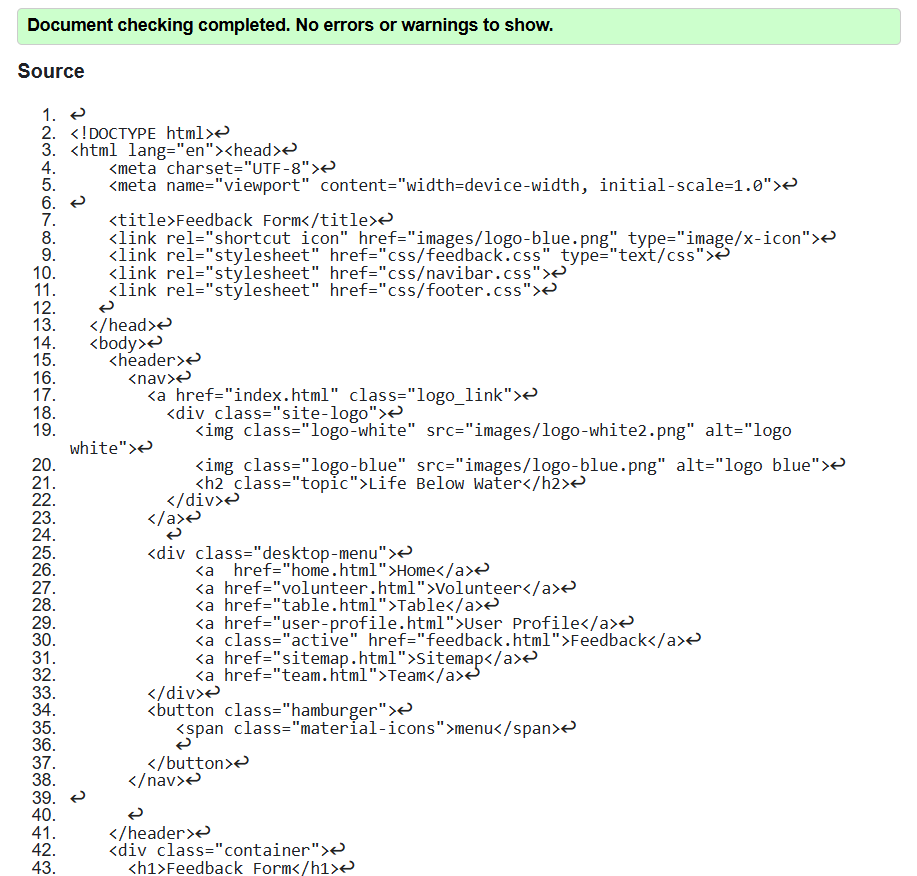 Document checking completed. No errors or warnings to show.
Source
1. ↩
2. <!DOCTYPE html>↩
3. <html lang="en"><head>↩
4.     <meta charset="UTF-8">↩
5.     <meta name="viewport" content="width=device-width, initial-scale=1.0">↩
6. ↩
7.     <title>Feedback Form</title>↩
8.     <link rel="shortcut icon" href="images/logo-blue.png" type="image/x-icon">↩
9.     <link rel="stylesheet" href="css/feedback.css" type="text/css">↩
10.     <link rel="stylesheet" href="css/navibar.css">↩
11.     <link rel="stylesheet" href="css/footer.css">↩
12.    ↩
13.   </head>↩
14.   <body>↩
15.     <header>↩
16.       <nav>↩
17.         <a href="index.html" class="logo_link">↩
18.           <div class="site-logo">↩
19.              <img class="logo-white" src="images/logo-white2.png" alt="logo
white">↩
20.              <img class="logo-blue" src="images/logo-blue.png" alt="logo blue">↩
21.              <h2 class="topic">Life Below Water</h2>↩
22.           </div>↩
23.         </a>↩
24.           ↩
25.         <div class="desktop-menu">↩
26.              <a  href="home.html">Home</a>↩
27.              <a href="volunteer.html">Volunteer</a>↩
28.              <a href="table.html">Table</a>↩
29.              <a href="user-profile.html">User Profile</a>↩
30.              <a class="active" href="feedback.html">Feedback</a>↩
31.              <a href="sitemap.html">Sitemap</a>↩
32.              <a href="team.html">Team</a>↩
33.         </div>↩
34.         <button class="hamburger">↩
35.            <span class="material-icons">menu</span>↩
36.            ↩
37.         </button>↩
38.       </nav>↩
39. ↩
40.       ↩
41.     </header>↩
42.     <div class="container">↩
43.       <h1>Feedback Form</h1>↩